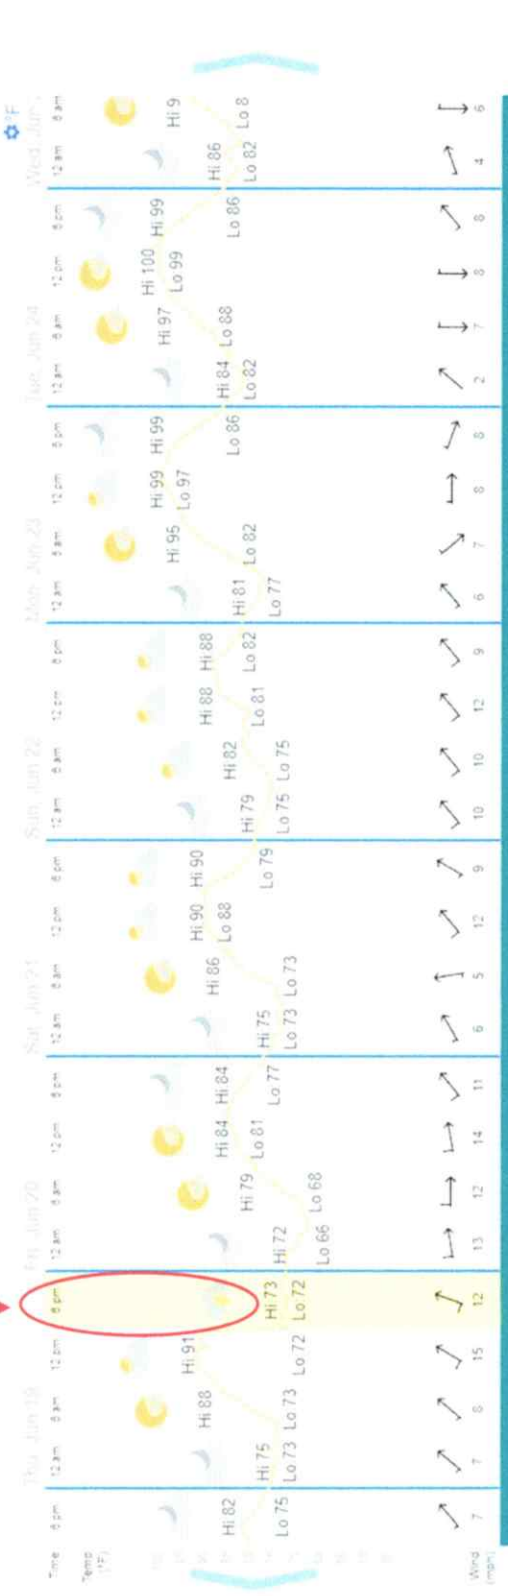 °F
Thu Jun 19
Fri Jun 20
Sat Jun 21
Sun Jun 22
Mon Jun 23
Tue Jun 24
Wed Jun
Time 6 pm 12 am 6 am 12 pm 6 pm 12 am 6 am 12 pm 6 pm 12 am 6 am 12 pm 6 pm 12 am 6 am 12 pm 6 pm 12 am 6 am 12 pm 6 pm 12 am 6 am 12 pm 6 pm 12 am 6 am
Temp
(°F)
Hi 82 Hi 75 Hi 88 Hi 91 Hi 73 Hi 72 Hi 79 Hi 84 Hi 84 Hi 75 Hi 86 Hi 90 Hi 90 Hi 79 Hi 82 Hi 88 Hi 88 Hi 81 Hi 95 Hi 99 Hi 99 Hi 84 Hi 97 Hi 100 Hi 99 Hi 86 Hi 9
Lo 75 Lo 73 Lo 73 Lo 72 Lo 72 Lo 66 Lo 68 Lo 81 Lo 77 Lo 73 Lo 73 Lo 88 Lo 79 Lo 75 Lo 75 Lo 81 Lo 82 Lo 77 Lo 82 Lo 97 Lo 86 Lo 82 Lo 88 Lo 99 Lo 86 Lo 82 Lo 8
Wind
(mph)
7 7 8 15 12 13 12 14 11 6 5 12 9 10 10 12 9 6 7 8 8 2 7 8 8 4 6